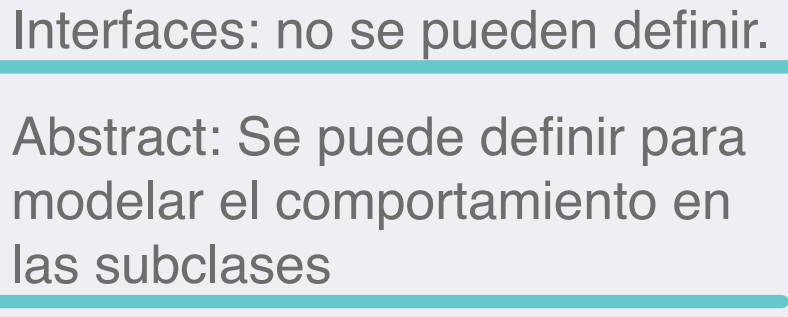 Interfaces: no se pueden definir.
Abstract: Se puede definir para
modelar el comportamiento en
las subclases